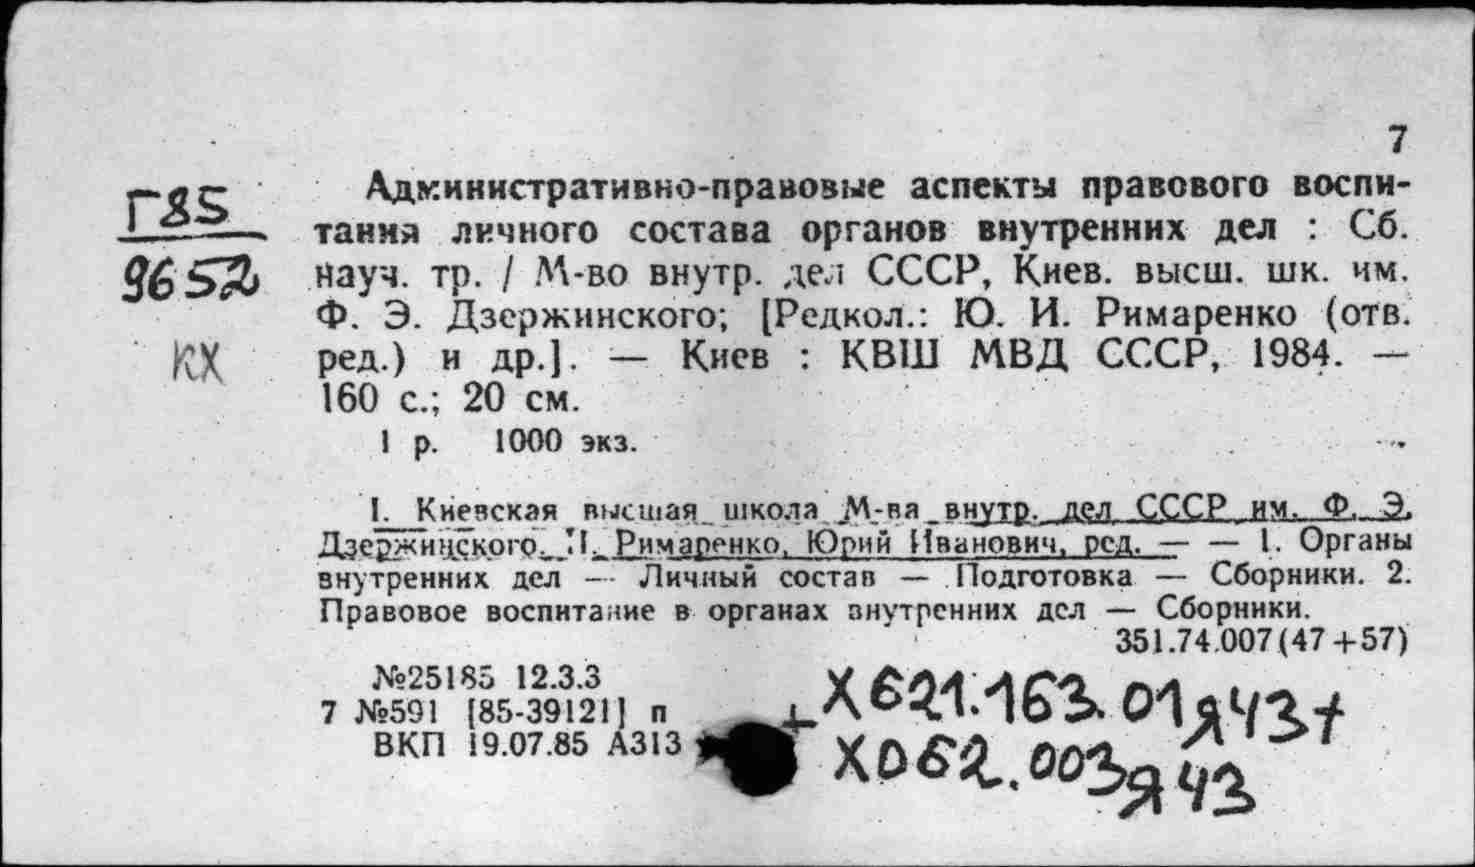 7
Г85
Административно-правовые аспекты правового воспи-
тания личного состава органов внутренних дел : Сб.
науч. тр. / М-во внутр. дел СССР, Киев. высш. шк. им.
Ф. Э. Дзержинского; [Редкол.: Ю. И. Римаренко (отв.
КХ
ред.) и др.]. — Киев : КВШ МВД СССР, 1984. —
160 с.; 20 см.
1 р. 1000 экз.
I. Киевская высшая школа М-ва внутр. дел СССР им. Ф. Э.
Дзержинского. II. Римаренко, Юрий Иванович, ред. — — 1. Органы
внутренних дел — Личный состав — Подготовка — Сборники. 2.
Правовое воспитание в органах внутренних дел — Сборники.
351.74.007(47+57)
№25185 12.3.3
7 №591 [85-39121] п
ВКП 19.07.85 А313
Х621.163.01я43+
Х062.003я43